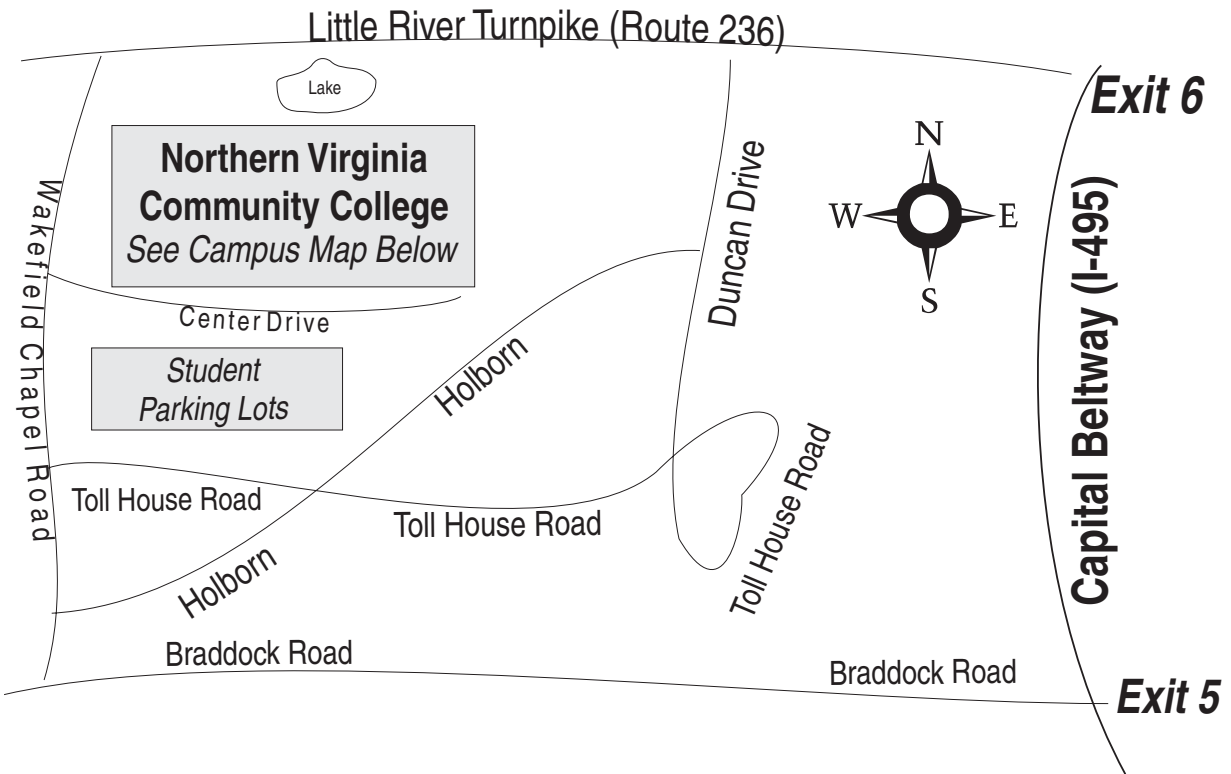 Little River Turnpike (Route 236)
Lake
Exit 6
Northern Virginia
Community College
See Campus Map Below
N
W
E
S
Wakefield Chapel Road
Duncan Drive
Capital Beltway (I-495)
Center Drive
Student
Parking Lots
Holborn
Toll House Road
Toll House Road
Toll House Road
Holborn
Braddock Road
Braddock Road
Exit 5